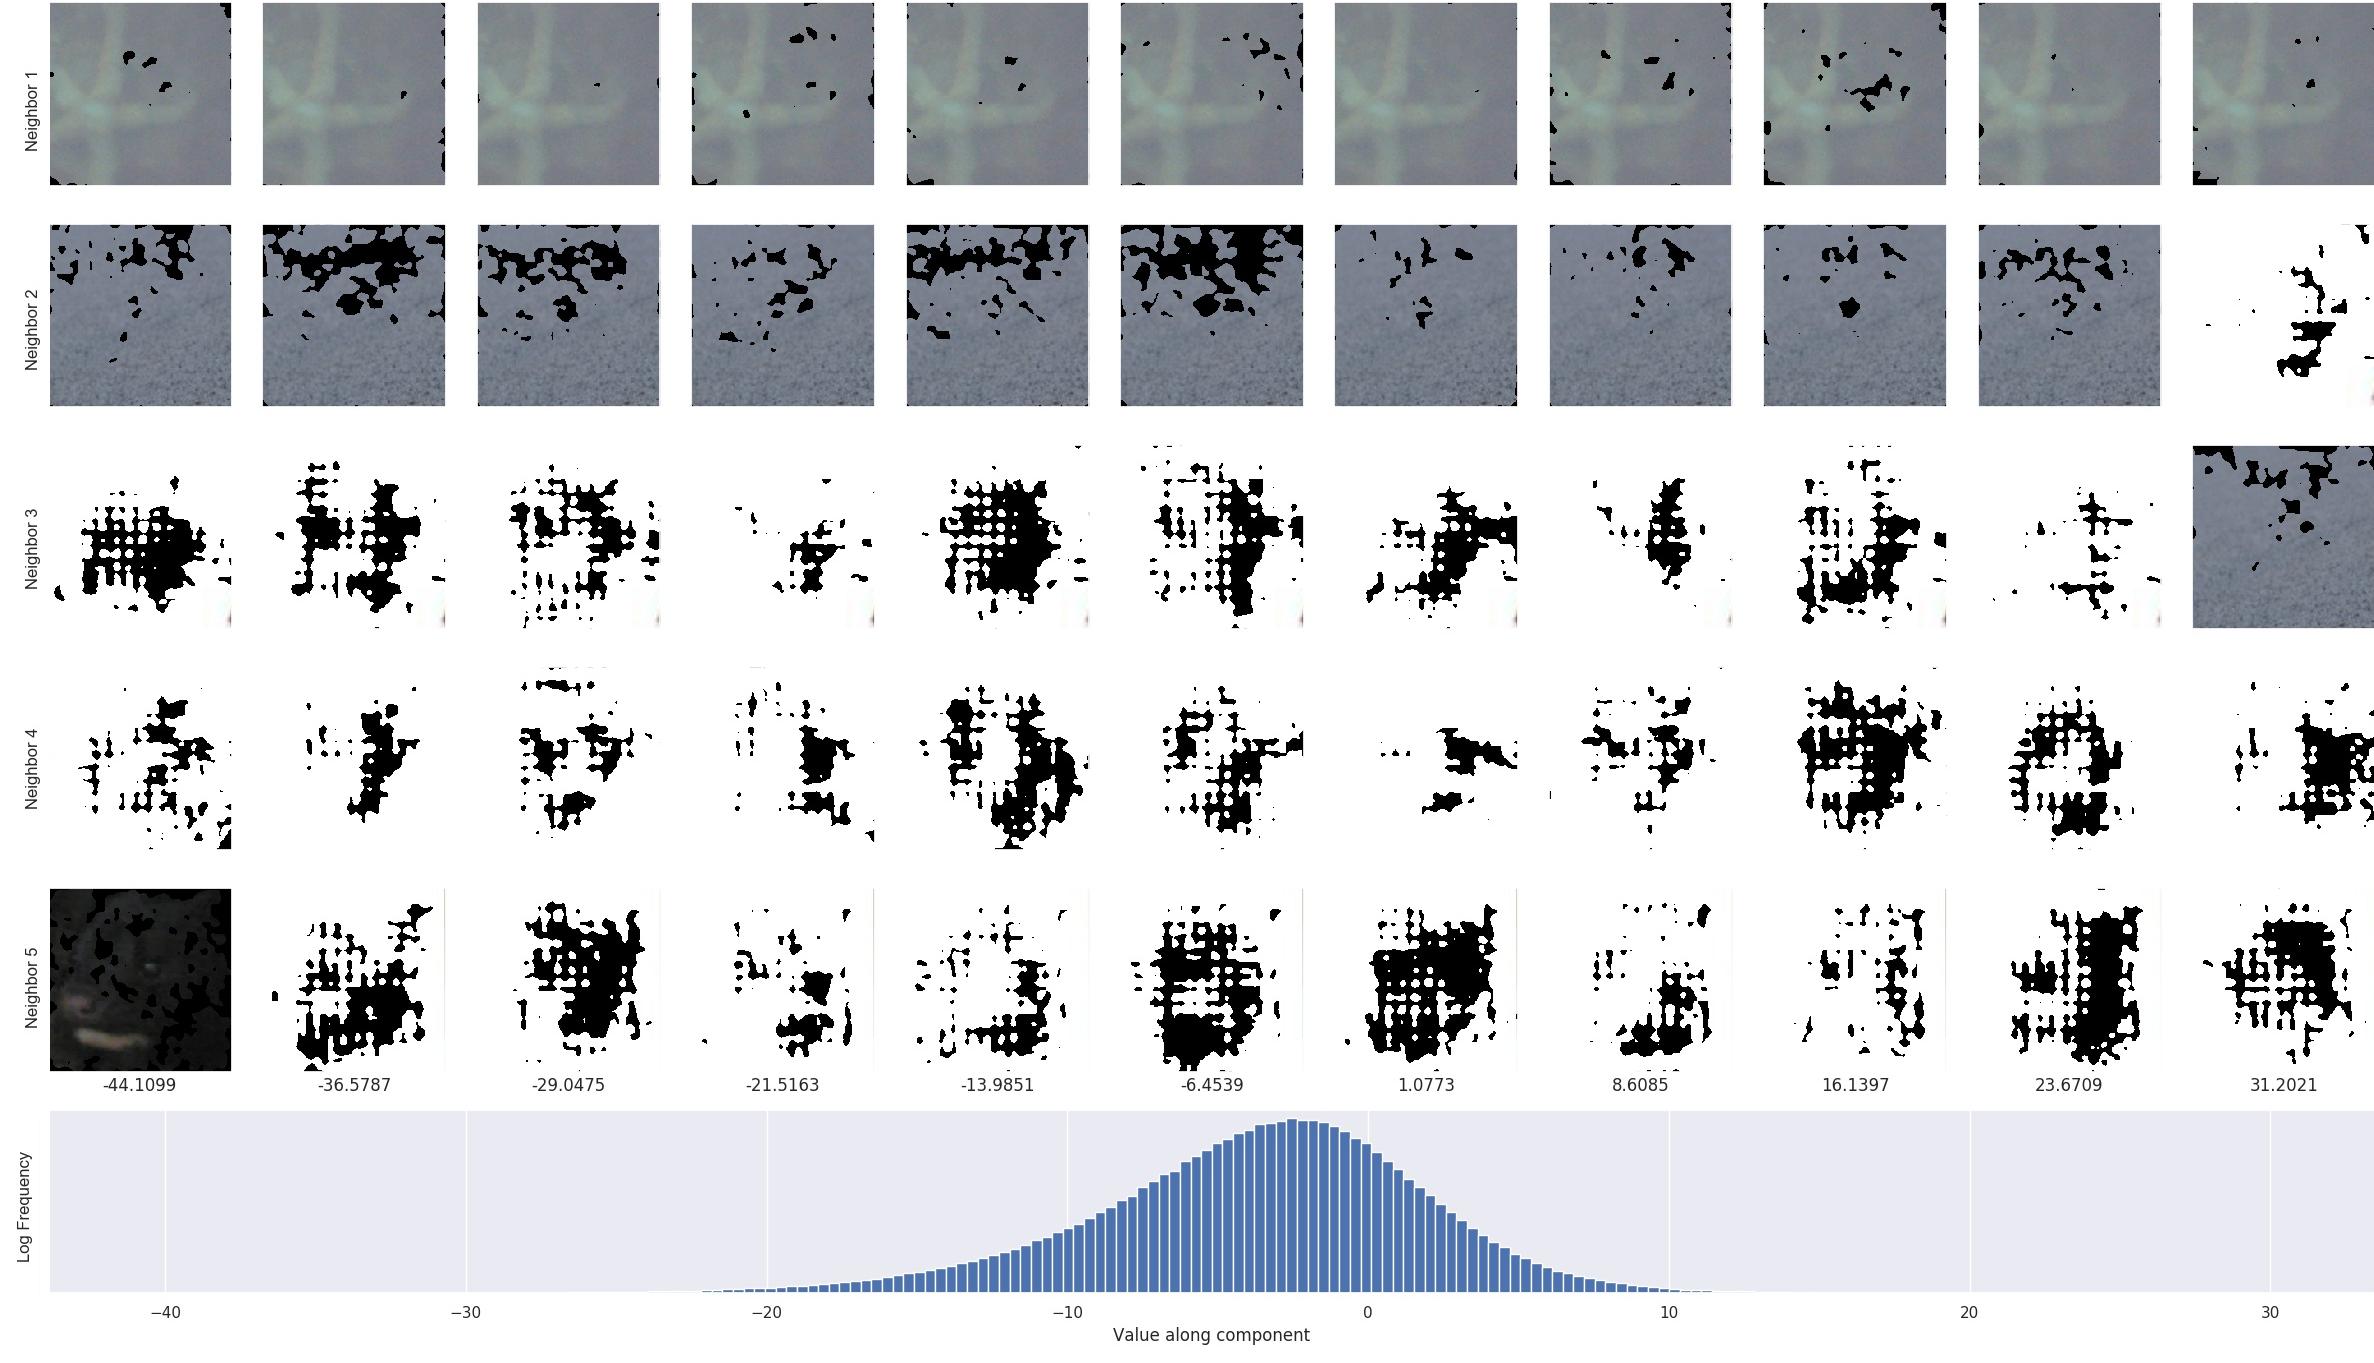 Neighbor 1
Neighbor 2
Neighbor 3
Neighbor 4
Neighbor 5
-44.1099 -36.5787 -29.0475 -21.5163 -13.9851 -6.4539 1.0773 8.6085 16.1397 23.6709 31.2021
Log Frequency
−40 −30 −20 −10 0 10 20 30
Value along component